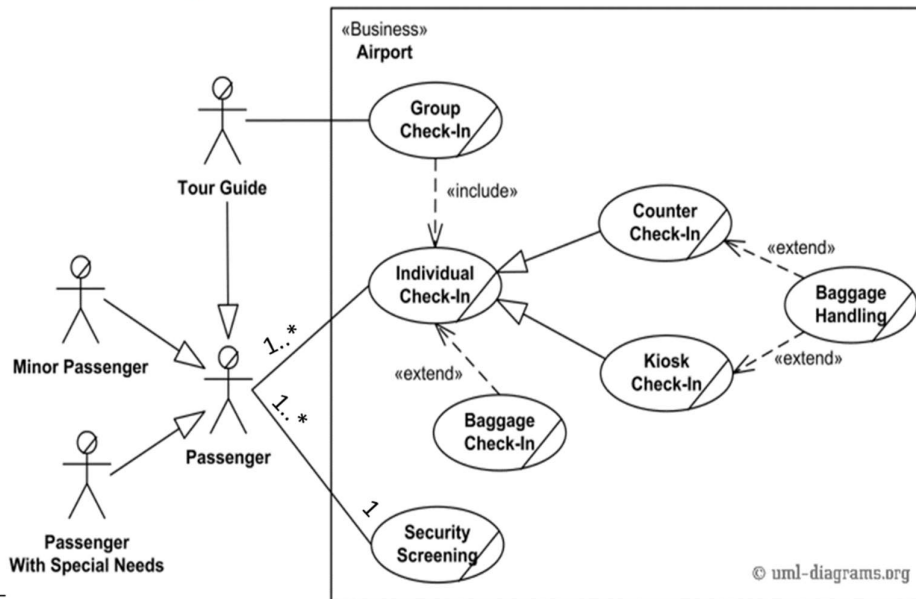 «Business»
Airport
Group
Check-In
Tour Guide
«include»
Counter
Check-In
«extend»
Individual
Check-In
Baggage
Handling
Minor Passenger
1..*
«extend»
Kiosk
Check-In
«extend»
1..*
Baggage
Check-In
Passenger
1
Security
Screening
Passenger
With Special Needs
© uml-diagrams.org